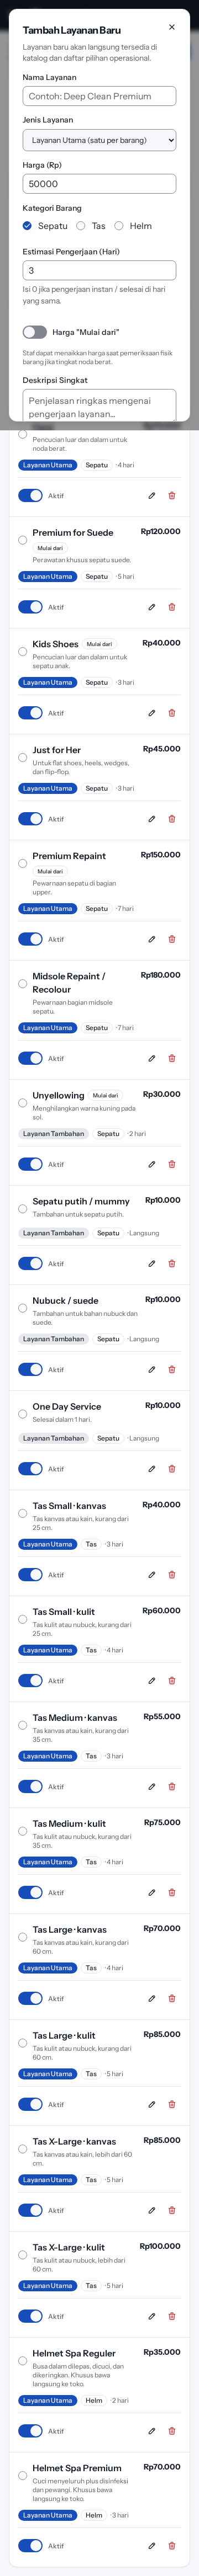 Tambah Layanan Baru
Layanan baru akan langsung tersedia di
katalog dan daftar pilihan operasional.
Nama Layanan
Contoh: Deep Clean Premium
Jenis Layanan
Layanan Utama (satu per barang)
Harga (Rp)
50000
Kategori Barang
Sepatu
Tas
Helm
Estimasi Pengerjaan (Hari)
3
Isi 0 jika pengerjaan instan / selesai di hari
yang sama.
Harga "Mulai dari"
Staf dapat menaikkan harga saat pemeriksaan fisik
barang jika tingkat noda berat.
Deskripsi Singkat
Penjelasan ringkas mengenai
pengerjaan layanan...
Pencucian luar dan dalam untuk
noda berat.
Layanan Utama Sepatu ·4 hari
Aktif
Premium for Suede Rp120.000
Mulai dari
Perawatan khusus sepatu suede.
Layanan Utama Sepatu ·5 hari
Aktif
Kids Shoes Mulai dari Rp40.000
Pencucian luar dan dalam untuk
sepatu anak.
Layanan Utama Sepatu ·3 hari
Aktif
Just for Her Rp45.000
Untuk flat shoes, heels, wedges,
dan flip-flop.
Layanan Utama Sepatu ·3 hari
Aktif
Premium Repaint Rp150.000
Mulai dari
Pewarnaan sepatu di bagian
upper.
Layanan Utama Sepatu ·7 hari
Aktif
Midsole Repaint / Rp180.000
Recolour
Pewarnaan bagian midsole
sepatu.
Layanan Utama Sepatu ·7 hari
Aktif
Unyellowing Mulai dari Rp30.000
Menghilangkan warna kuning pada
sol.
Layanan Tambahan Sepatu ·2 hari
Aktif
Sepatu putih / mummy Rp10.000
Tambahan untuk sepatu putih.
Layanan Tambahan Sepatu ·Langsung
Aktif
Nubuck / suede Rp10.000
Tambahan untuk bahan nubuck dan
suede.
Layanan Tambahan Sepatu ·Langsung
Aktif
One Day Service Rp10.000
Selesai dalam 1 hari.
Layanan Tambahan Sepatu ·Langsung
Aktif
Tas Small · kanvas Rp40.000
Tas kanvas atau kain, kurang dari
25 cm.
Layanan Utama Tas ·3 hari
Aktif
Tas Small · kulit Rp60.000
Tas kulit atau nubuck, kurang dari
25 cm.
Layanan Utama Tas ·4 hari
Aktif
Tas Medium · kanvas Rp55.000
Tas kanvas atau kain, kurang dari
35 cm.
Layanan Utama Tas ·3 hari
Aktif
Tas Medium · kulit Rp75.000
Tas kulit atau nubuck, kurang dari
35 cm.
Layanan Utama Tas ·4 hari
Aktif
Tas Large · kanvas Rp70.000
Tas kanvas atau kain, kurang dari
60 cm.
Layanan Utama Tas ·4 hari
Aktif
Tas Large · kulit Rp85.000
Tas kulit atau nubuck, kurang dari
60 cm.
Layanan Utama Tas ·5 hari
Aktif
Tas X-Large · kanvas Rp85.000
Tas kanvas atau kain, lebih dari 60
cm.
Layanan Utama Tas ·5 hari
Aktif
Tas X-Large · kulit Rp100.000
Tas kulit atau nubuck, lebih dari
60 cm.
Layanan Utama Tas ·5 hari
Aktif
Helmet Spa Reguler Rp35.000
Busa dalam dilepas, dicuci, dan
dikeringkan. Khusus bawa
langsung ke toko.
Layanan Utama Helm ·2 hari
Aktif
Helmet Spa Premium Rp70.000
Cuci menyeluruh plus disinfeksi
dan pewangi. Khusus bawa
langsung ke toko.
Layanan Utama Helm ·3 hari
Aktif